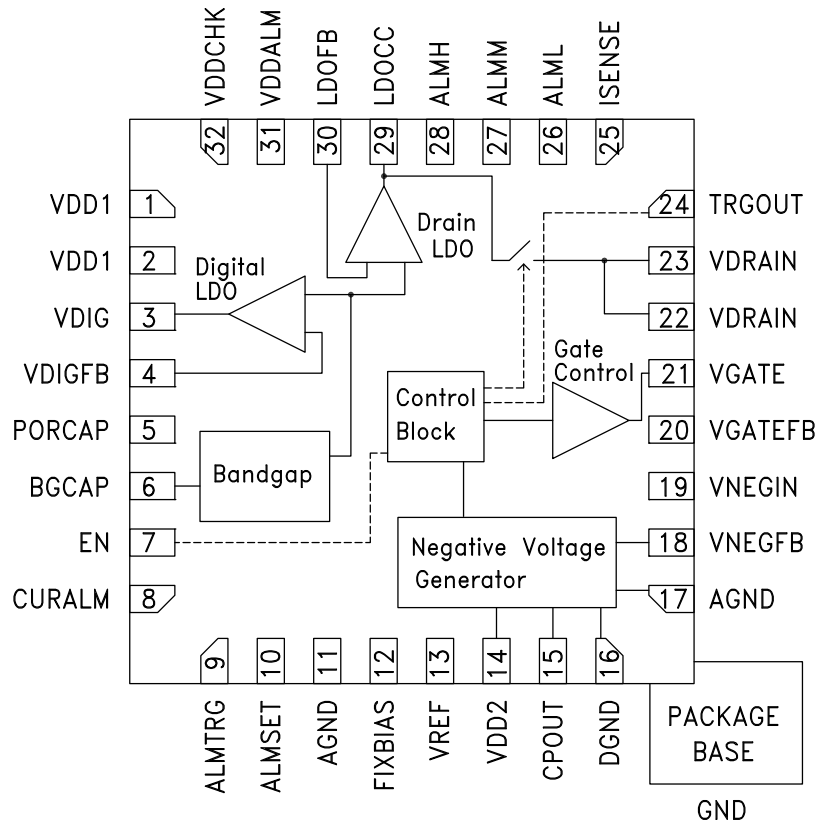 VDDCHK
VDDALM
LDOFB
LDOCC
ALMH
ALMM
ALML
ISENSE
32
31
30
29
28
27
26
25
VDD1
1
VDD1
2
VDIG
3
VDIGFB
4
PORCAP
5
BGCAP
6
EN
7
CURALM
8
Drain
LDO
Digital
LDO
Gate
Control
Control
Block
Bandgap
Negative Voltage
Generator
24
TRGOUT
23
VDRAIN
22
VDRAIN
21
VGATE
20
VGATEFB
19
VNEGIN
18
VNEGFB
17
AGND
9
10
11
12
13
14
15
16
ALMTRG
ALMSET
AGND
FIXBIAS
VREF
VDD2
CPOUT
DGND
PACKAGE
BASE
GND